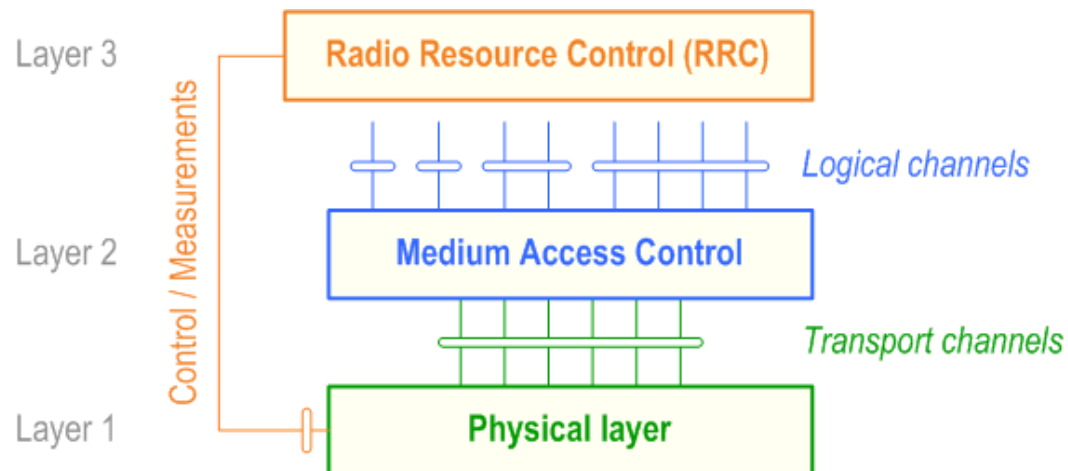 Layer 3
Radio Resource Control (RRC)
Control / Measurements
Logical channels
Layer 2
Medium Access Control
Transport channels
Layer 1
Physical layer